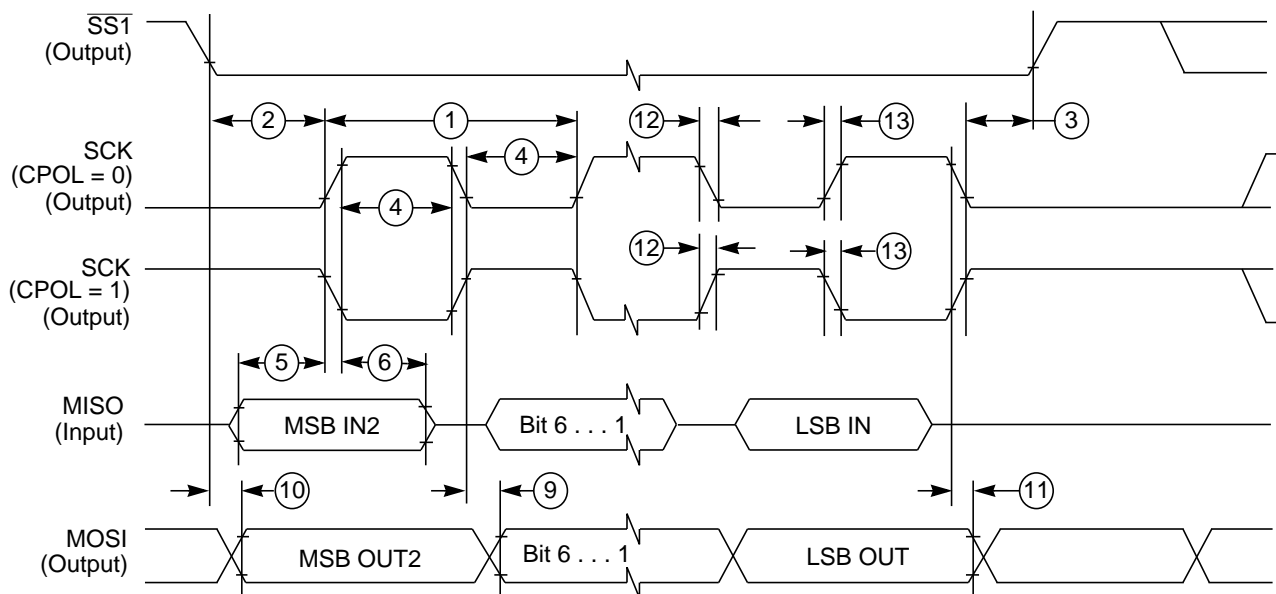 SS1
(Output)
2
1
12
13
3
SCK
(CPOL = 0)
(Output)
4
4
12
13
SCK
(CPOL = 1)
(Output)
5
6
MISO
(Input)
MSB IN2
Bit 6 . . . 1
LSB IN
10
9
11
MOSI
(Output)
MSB OUT2
Bit 6 . . . 1
LSB OUT